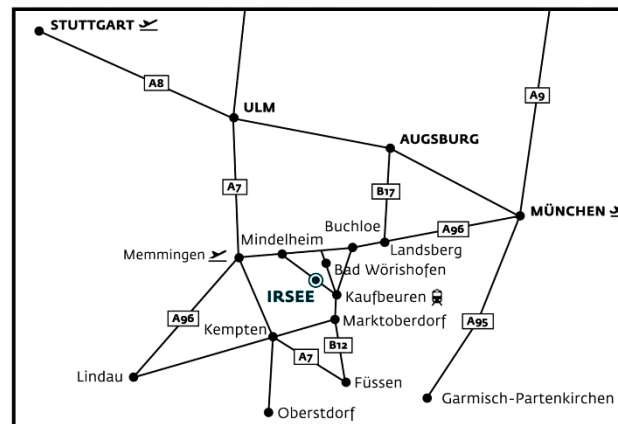 STUTTGART
A8
A9
ULM
AUGSBURG
A7
B17
Buchloe
MÜNCHEN
A96
Mindelheim
Landsberg
Memmingen
Bad Wörishofen
IRSEE
Kaufbeuren
A96
Marktoberdorf
A95
Kempten
B12
A7
Lindau
Füssen
Garmisch-Partenkirchen
Oberstdorf